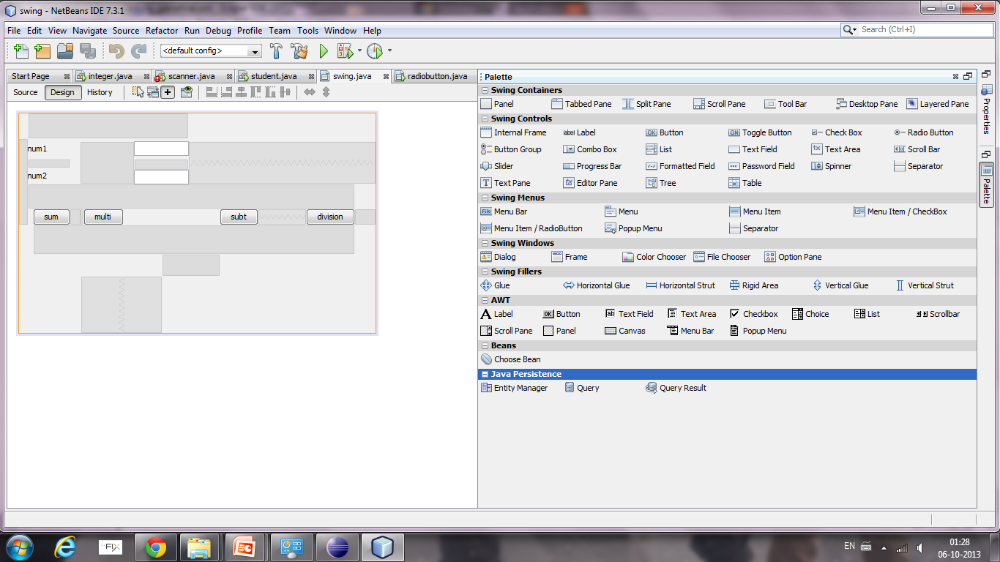 swing - NetBeans IDE 7.3.1
File Edit View Navigate Source Refactor Run Debug Profile Team Tools Window Help
Search (Ctrl+I)
<default config>
Start Page integer.java scanner.java student.java swing.java radiobutton.java
Source Design History
num1
num2
sum multi subt division
Palette
Swing Containers
Panel Tabbed Pane Split Pane Scroll Pane Tool Bar Desktop Pane Layered Pane
Swing Controls
Internal Frame label Label OK Button ON Toggle Button Check Box Radio Button
Button Group Combo Box List Text Field Text Area Scroll Bar
Slider Progress Bar Formatted Field Password Field Spinner Separator
Text Pane Editor Pane Tree Table
Swing Menus
File Menu Bar Menu Menu Item Menu Item / CheckBox
Menu Item / RadioButton Popup Menu Separator
Swing Windows
Dialog Frame Color Chooser File Chooser Option Pane
Swing Fillers
Glue Horizontal Glue Horizontal Strut Rigid Area Vertical Glue Vertical Strut
AWT
A Label OK Button ab Text Field Text Area Checkbox Choice List Scrollbar
Scroll Pane Panel Canvas Menu Bar Popup Menu
Beans
Choose Bean
Java Persistence
Entity Manager Query Query Result
Properties
Palette
FIX
EN
01:28
06-10-2013